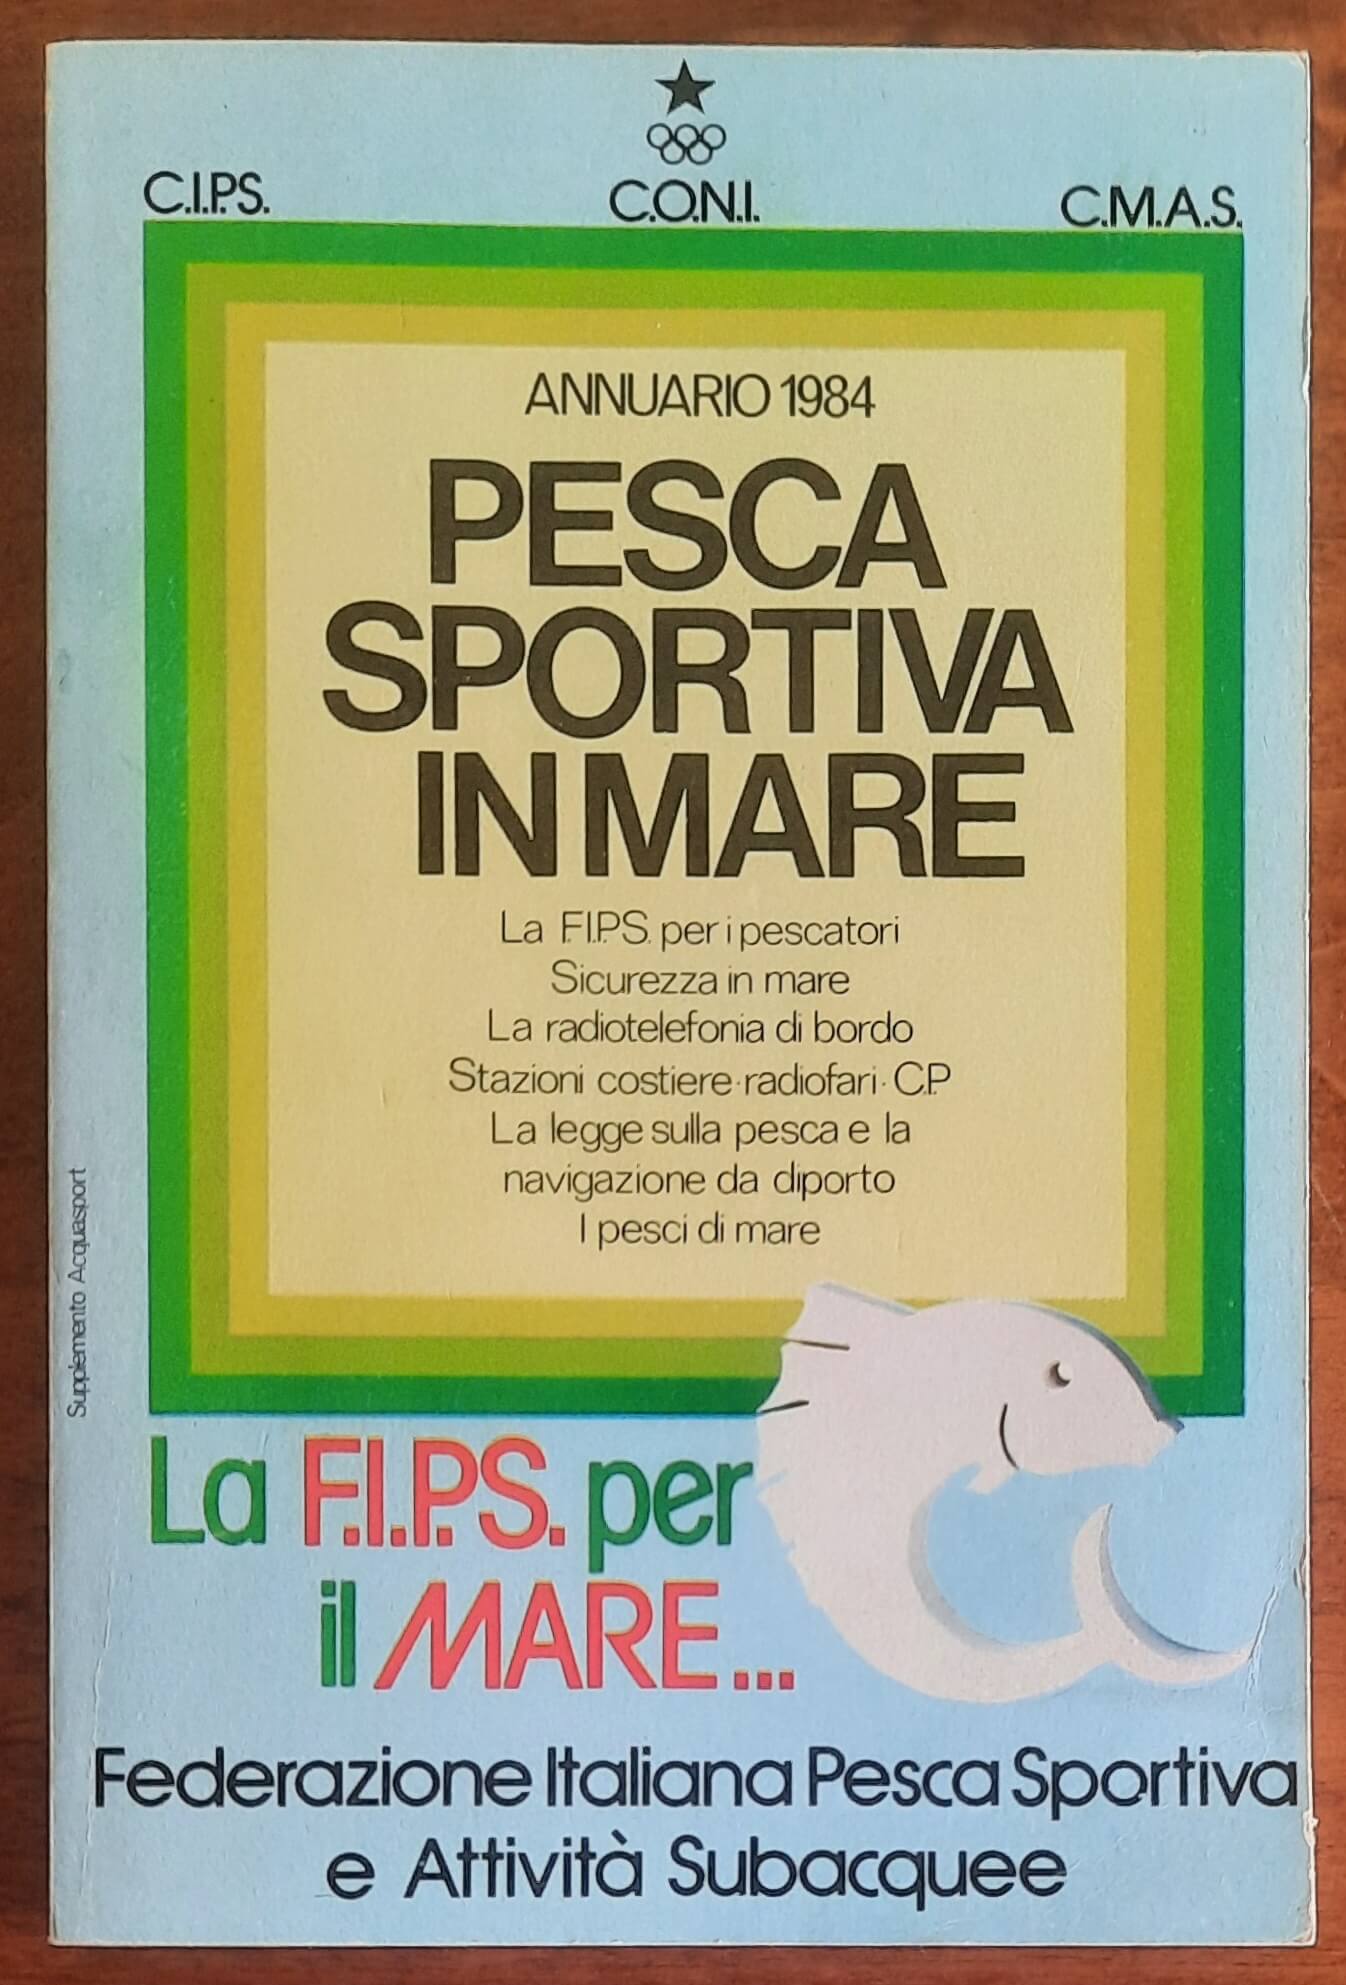 C.I.P.S.
C.O.N.I.
C.M.A.S.
ANNUARIO 1984
PESCA
SPORTIVA
IN MARE
La F.I.P.S. per i pescatori
Sicurezza in mare
La radiotelefonia di bordo
Stazioni costiere · radiofari · C.P.
La legge sulla pesca e la
navigazione da diporto
I pesci di mare
Supplemento Acquasport
La F.I.P.S. per
il MARE...
Federazione Italiana Pesca Sportiva
e Attività Subacquee